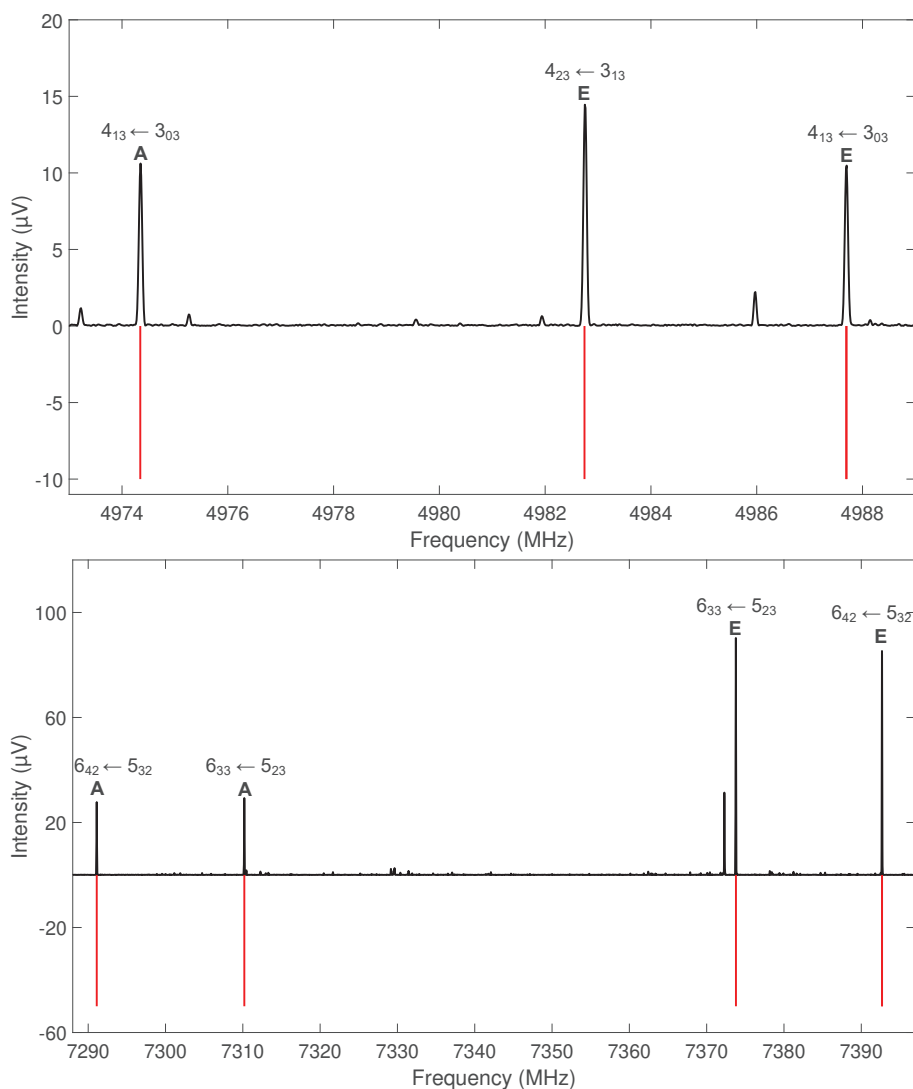 20
15
10
5
0
-5
-10
Intensity (µV)
4₁₃ ← 3₀₃
A
4₂₃ ← 3₁₃
E
4₁₃ ← 3₀₃
E
4974 4976 4978 4980 4982 4984 4986 4988
Frequency (MHz)
100
60
20
-20
-60
Intensity (µV)
6₄₂ ← 5₃₂
A
6₃₃ ← 5₂₃
A
6₃₃ ← 5₂₃
E
6₄₂ ← 5₃₂
E
7290 7300 7310 7320 7330 7340 7350 7360 7370 7380 7390
Frequency (MHz)